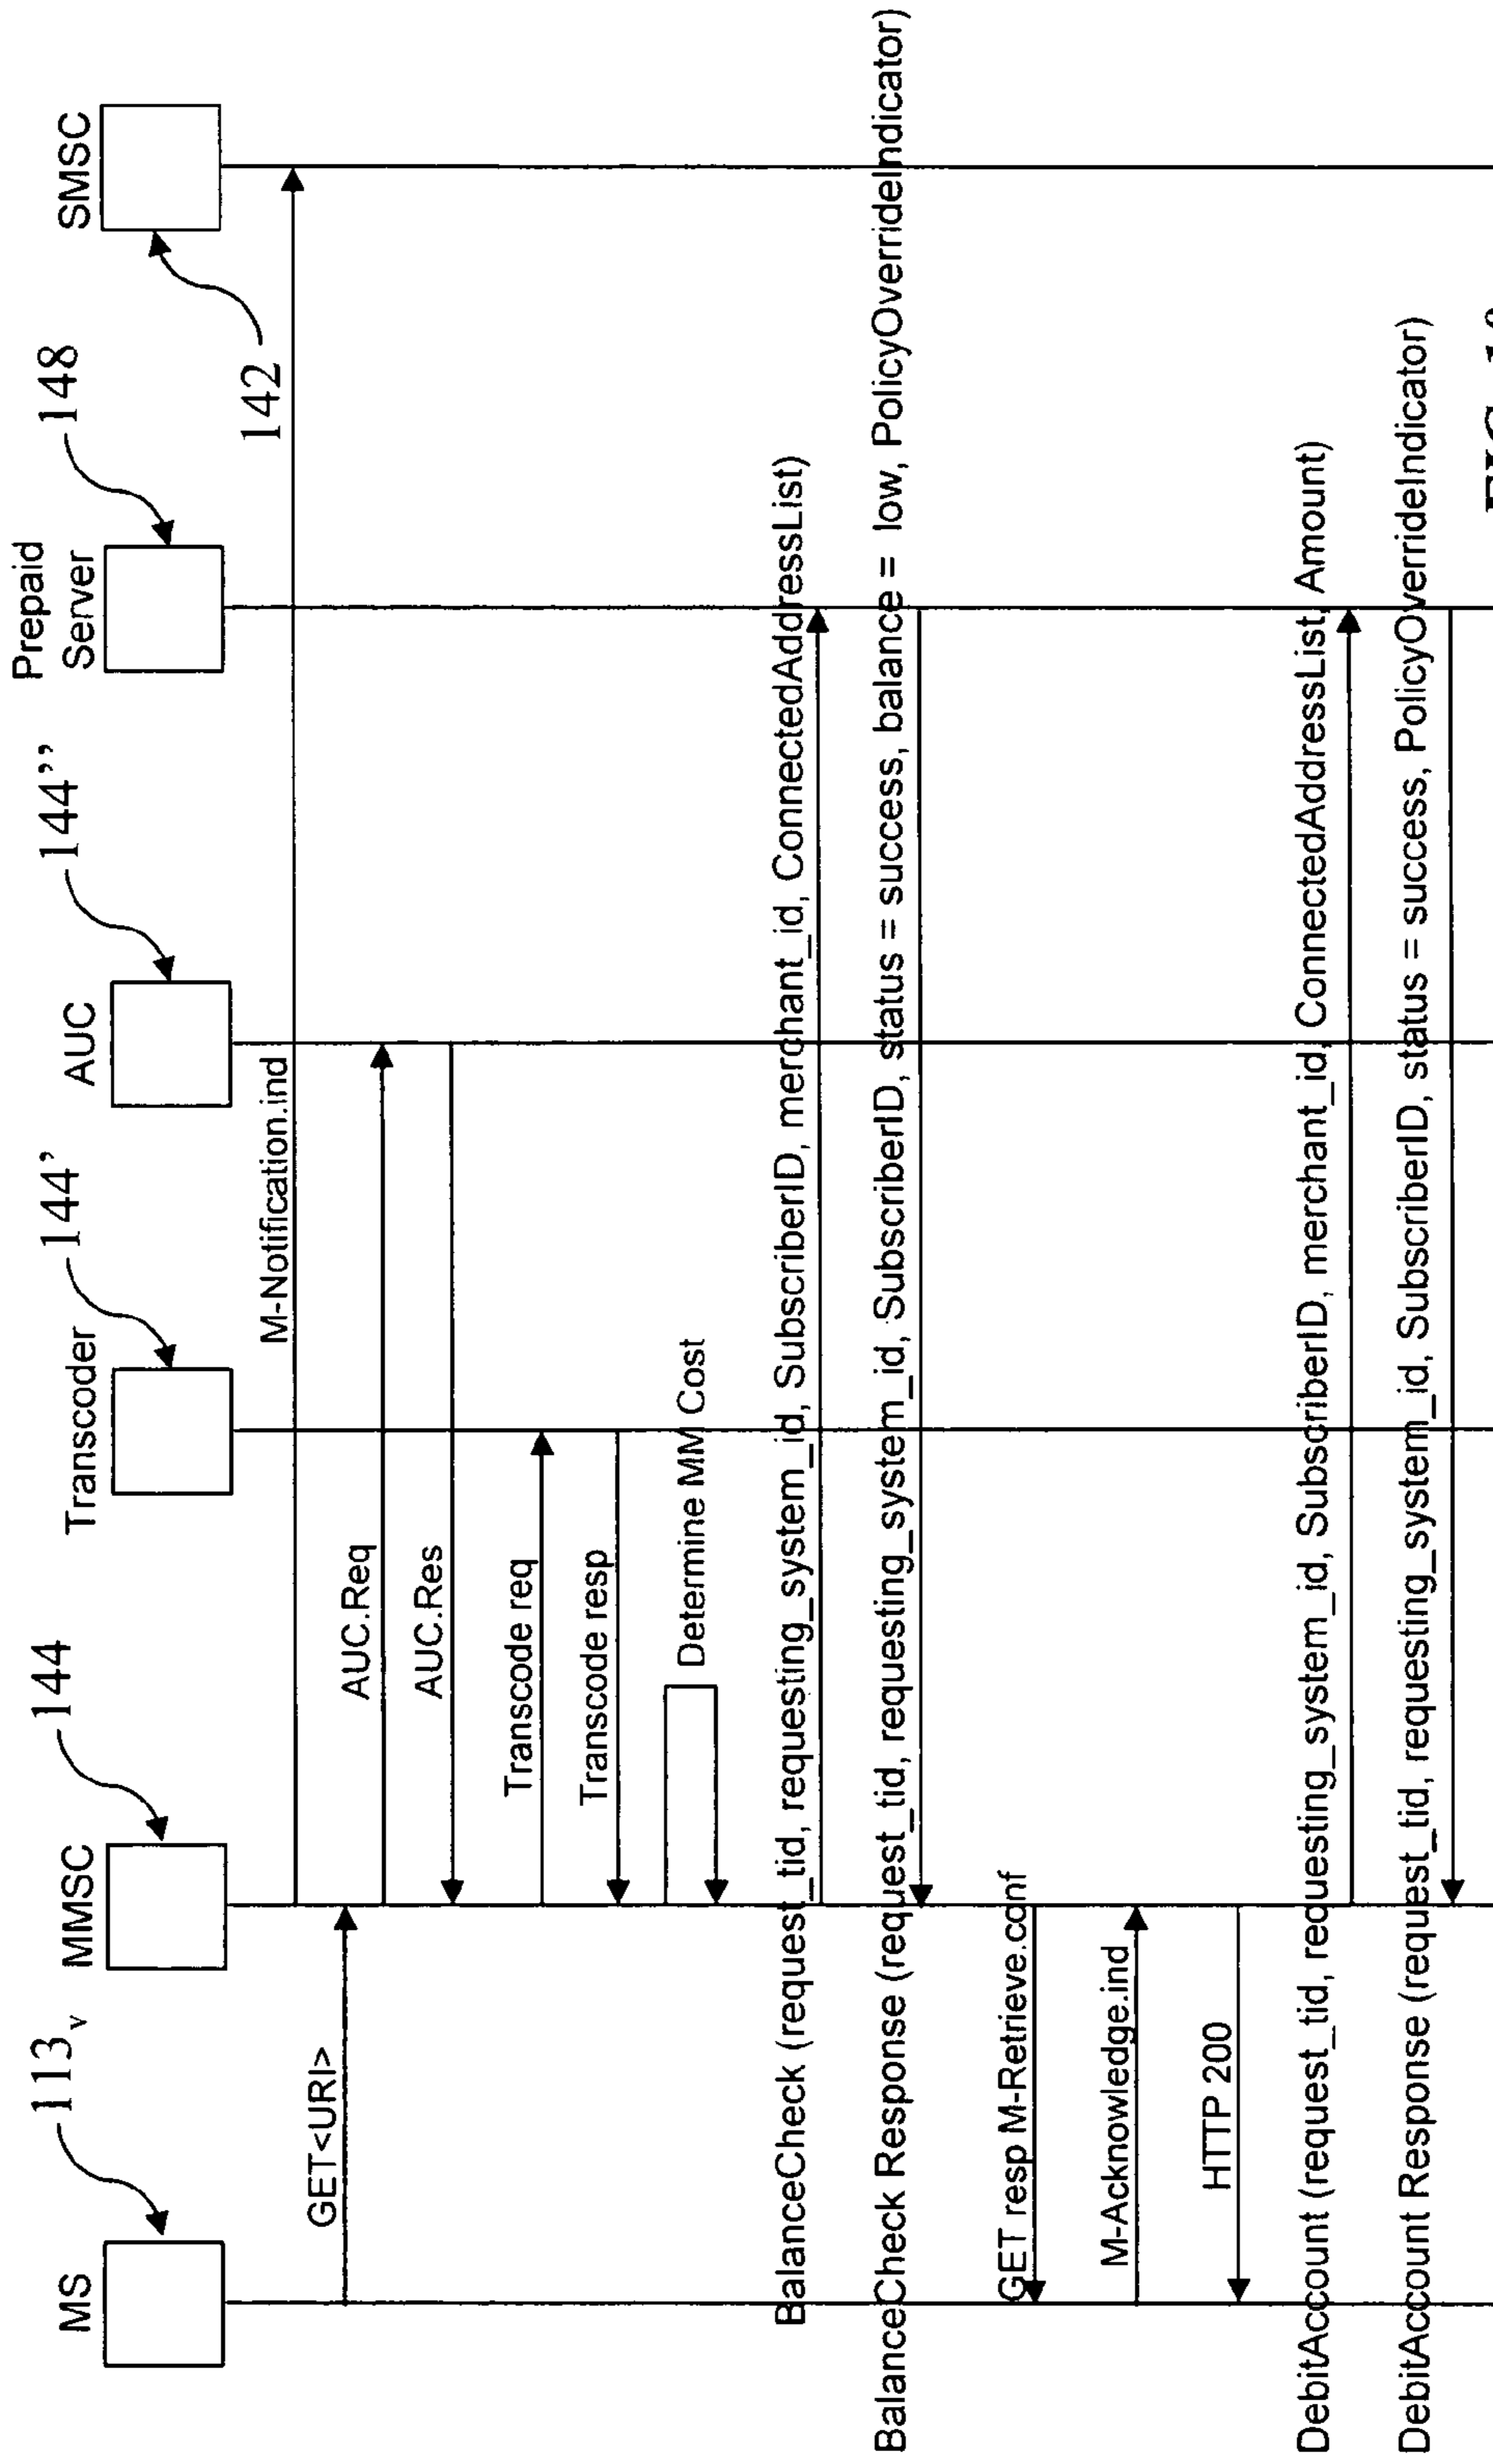 MS
113v
MMSC
144
Transcoder
144’
AUC
144’’
Prepaid
Server
148
SMSC
142
M-Notification.ind
GET<URI>
AUC.Req
AUC.Res
Transcode req
Transcode resp
Determine MM Cost
BalanceCheck (request_tid, requesting_system_id, SubscriberID, merchant_id, ConnectedAddressList)
BalanceCheck Response (request_tid, requesting_system_id, SubscriberID, status = success, balance = low, PolicyOverrideIndicator)
GET resp M-Retrieve.conf
M-Acknowledge.ind
HTTP 200
DebitAccount (request_tid, requesting_system_id, SubscriberID, merchant_id, ConnectedAddressList, Amount)
DebitAccount Response (request_tid, requesting_system_id, SubscriberID, status = success, PolicyOverrideIndicator)